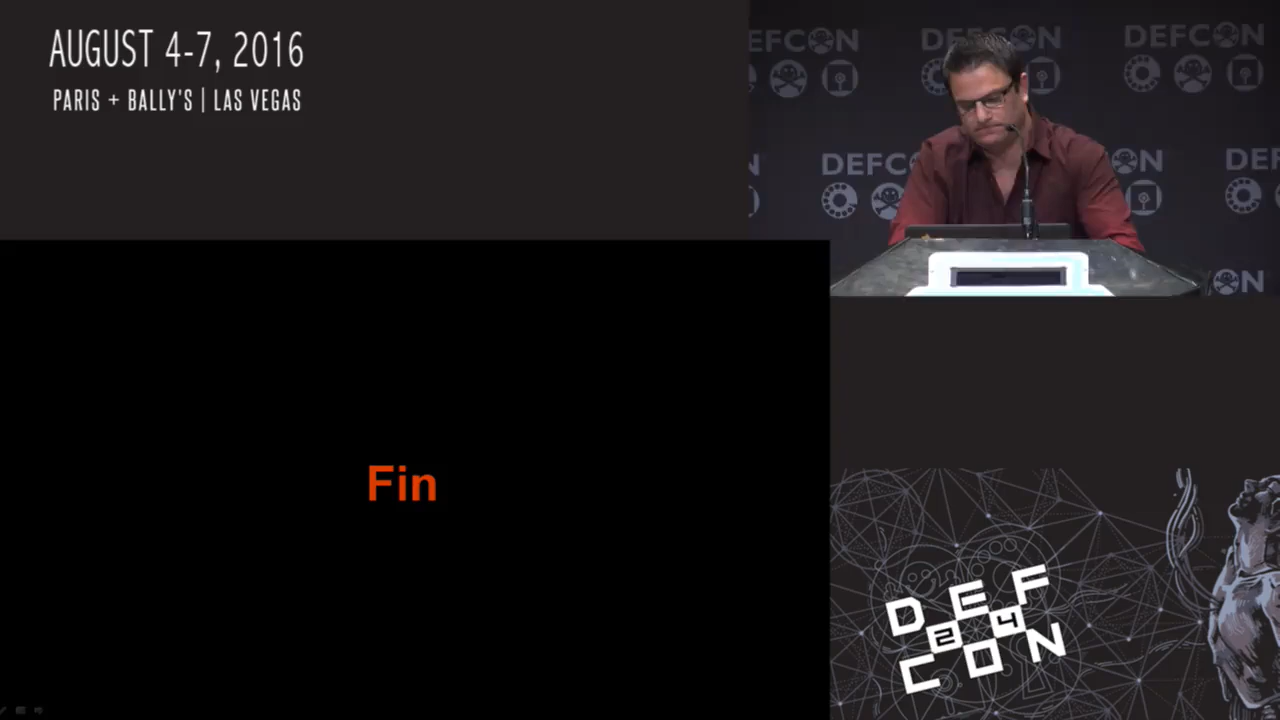 AUGUST 4-7, 2016
PARIS + BALLY'S | LAS VEGAS
DEFCON DEFCON DEFCON
DEFCON
Fin
DEF
24
CON